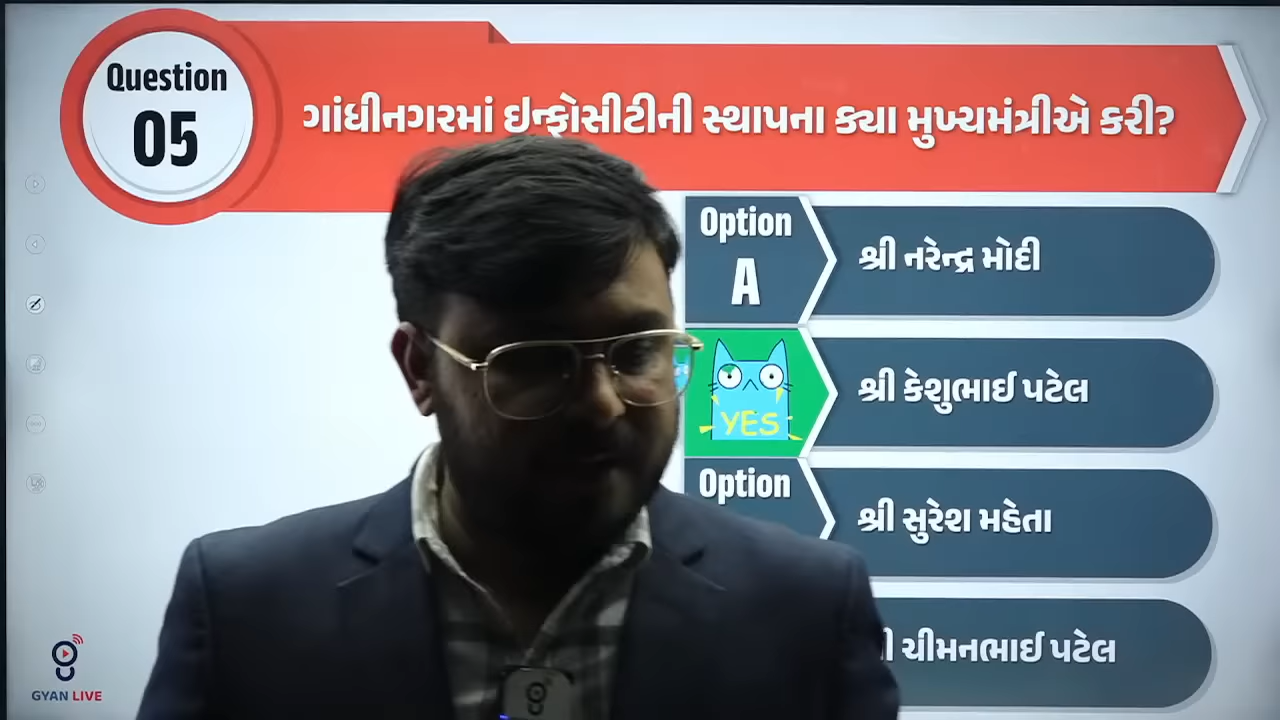 Question
05
ગાંધીનગરમાં ઇન્ફોસીટીની સ્થાપના ક્યા મુખ્યમંત્રીએ કરી?
Option
A
શ્રી નરેન્દ્ર મોદી
YES
શ્રી કેશુભાઈ પટેલ
Option
શ્રી સુરેશ મહેતા
ચીમનભાઈ પટેલ
GYAN LIVE